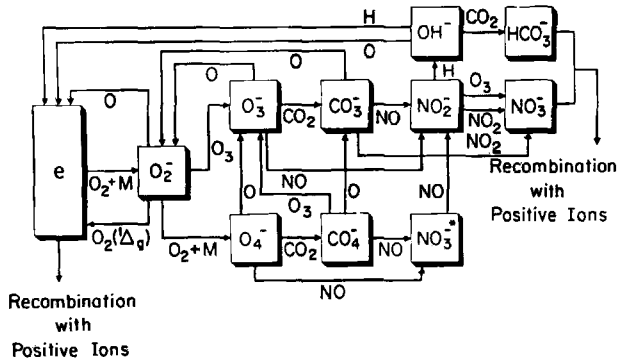 H
OH⁻
CO₂
HCO₃⁻
O
O
O
H
O₃
O
O₃⁻
CO₂
CO₃⁻
NO
NO₂⁻
NO₂
NO₃⁻
e
O₂+M
O₂⁻
O₃
NO
NO₂
O
O₃
O
NO
Recombination
with
Positive Ions
O₂(¹Δg)
O₂+M
O₄⁻
CO₂
CO₄⁻
NO
NO₃⁻*
NO
Recombination
with
Positive Ions